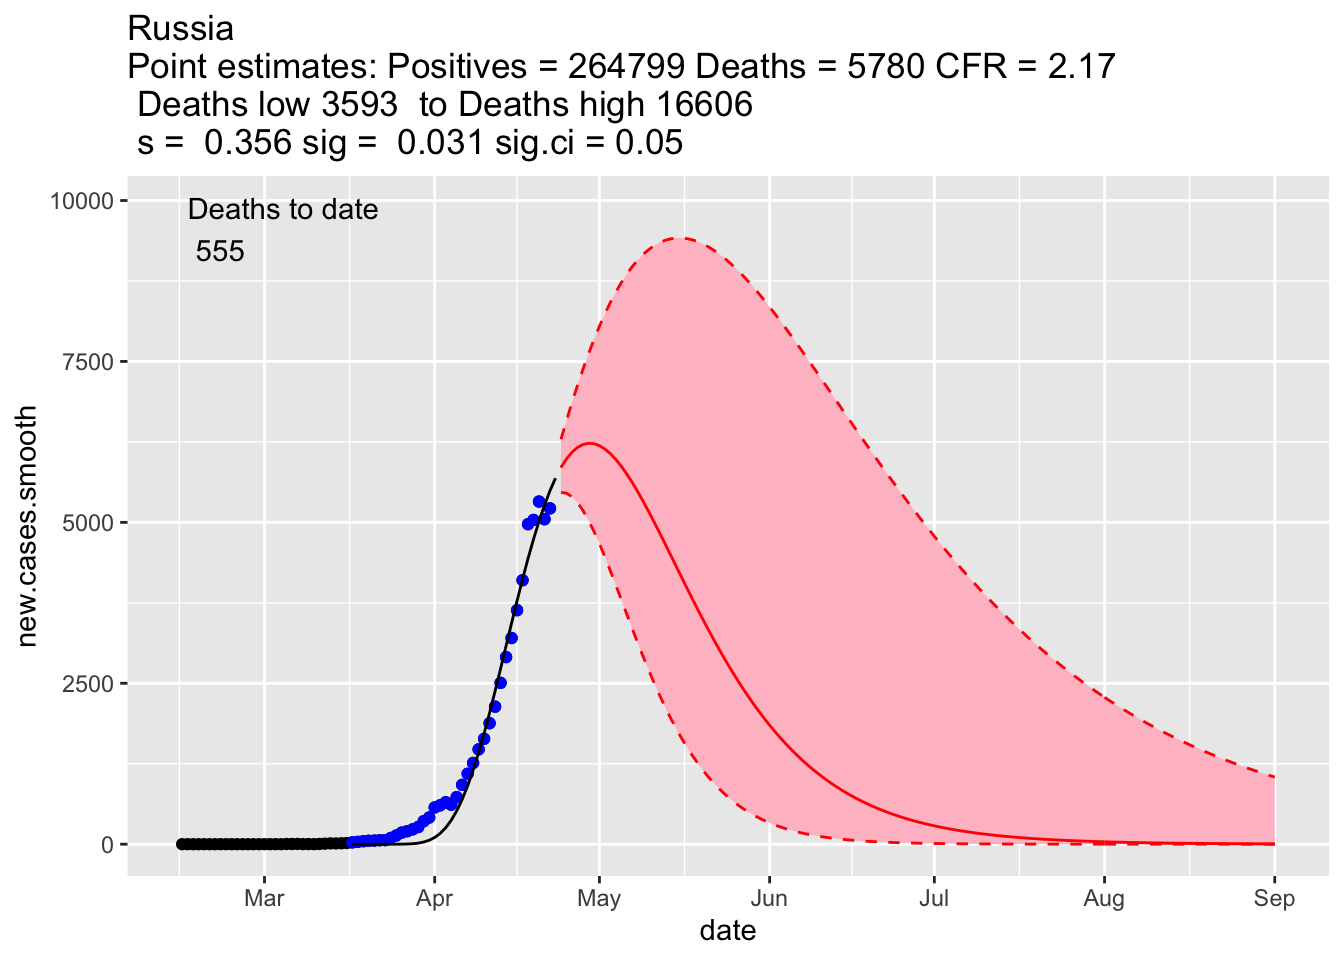 Russia
Point estimates: Positives = 264799 Deaths = 5780 CFR = 2.17
Deaths low 3593  to Deaths high 16606
s =  0.356 sig =  0.031 sig.ci = 0.05
Deaths to date
555
10000
7500
5000
2500
0
new.cases.smooth
Mar Apr May Jun Jul Aug Sep
date